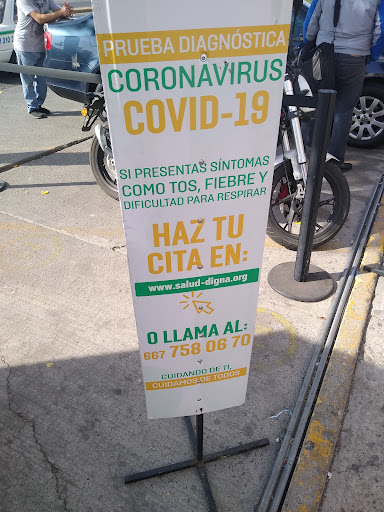 PRUEBA DIAGNÓSTICA
CORONAVIRUS
COVID-19
SI PRESENTAS SÍNTOMAS
COMO TOS, FIEBRE Y
DIFICULTAD PARA RESPIRAR
HAZ TU
CITA EN:
www.salud-digna.org
O LLAMA AL:
667 758 06 70
CUIDANDO DE TI,
CUIDAMOS DE TODOS